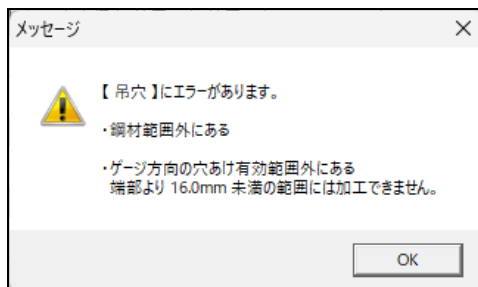 メッセージ
【 吊穴 】にエラーがあります。
・鋼材範囲外にある
・ゲージ方向の穴あけ有効範囲外にある
端部より 16.0mm 未満の範囲には加工できません。
OK